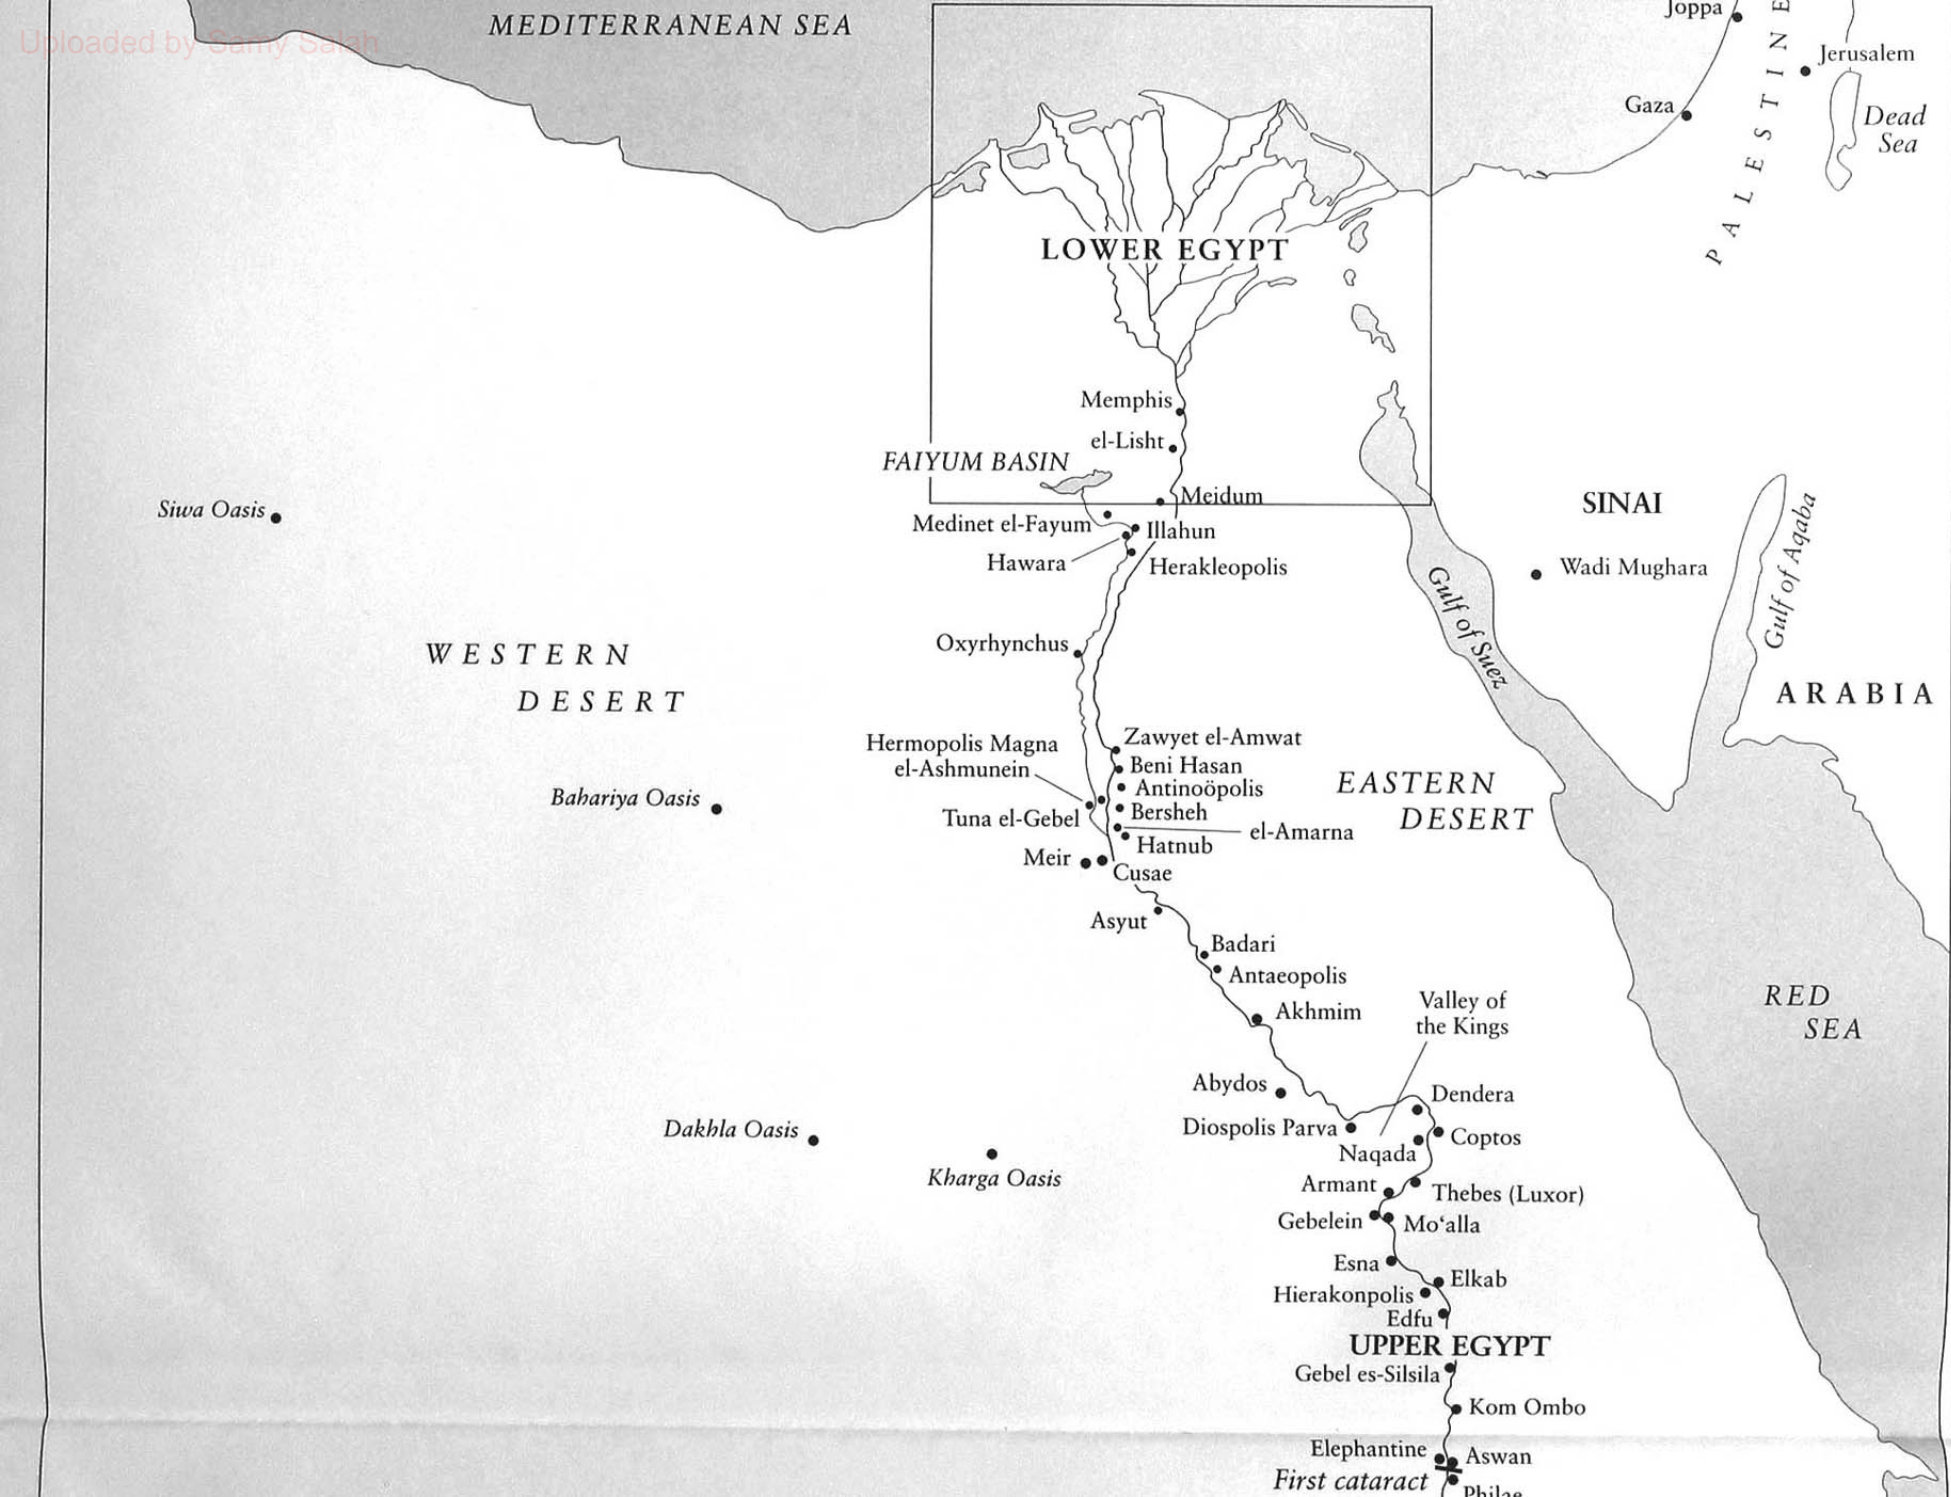 MEDITERRANEAN SEA
Uploaded by Samy Salah
Joppa
Jerusalem
Gaza
PALESTINE
Dead
Sea
LOWER EGYPT
Memphis
el-Lisht
FAIYUM BASIN
Meidum
Siwa Oasis
SINAI
Medinet el-Fayum
Illahun
Hawara
Herakleopolis
Wadi Mughara
Gulf of Suez
Gulf of Aqaba
Oxyrhynchus
WESTERN
DESERT
ARABIA
Hermopolis Magna
el-Ashmunein
Zawyet el-Amwat
Beni Hasan
Antinoöpolis
Bersheh
Tuna el-Gebel
el-Amarna
Hatnub
EASTERN
DESERT
Bahariya Oasis
Meir
Cusae
Asyut
Badari
Antaeopolis
Akhmim
Valley of
the Kings
RED
SEA
Abydos
Dendera
Diospolis Parva
Coptos
Naqada
Dakhla Oasis
Kharga Oasis
Armant
Thebes (Luxor)
Gebelein
Mo‘alla
Esna
Elkab
Hierakonpolis
Edfu
UPPER EGYPT
Gebel es-Silsila
Kom Ombo
Elephantine
Aswan
First cataract
Philae